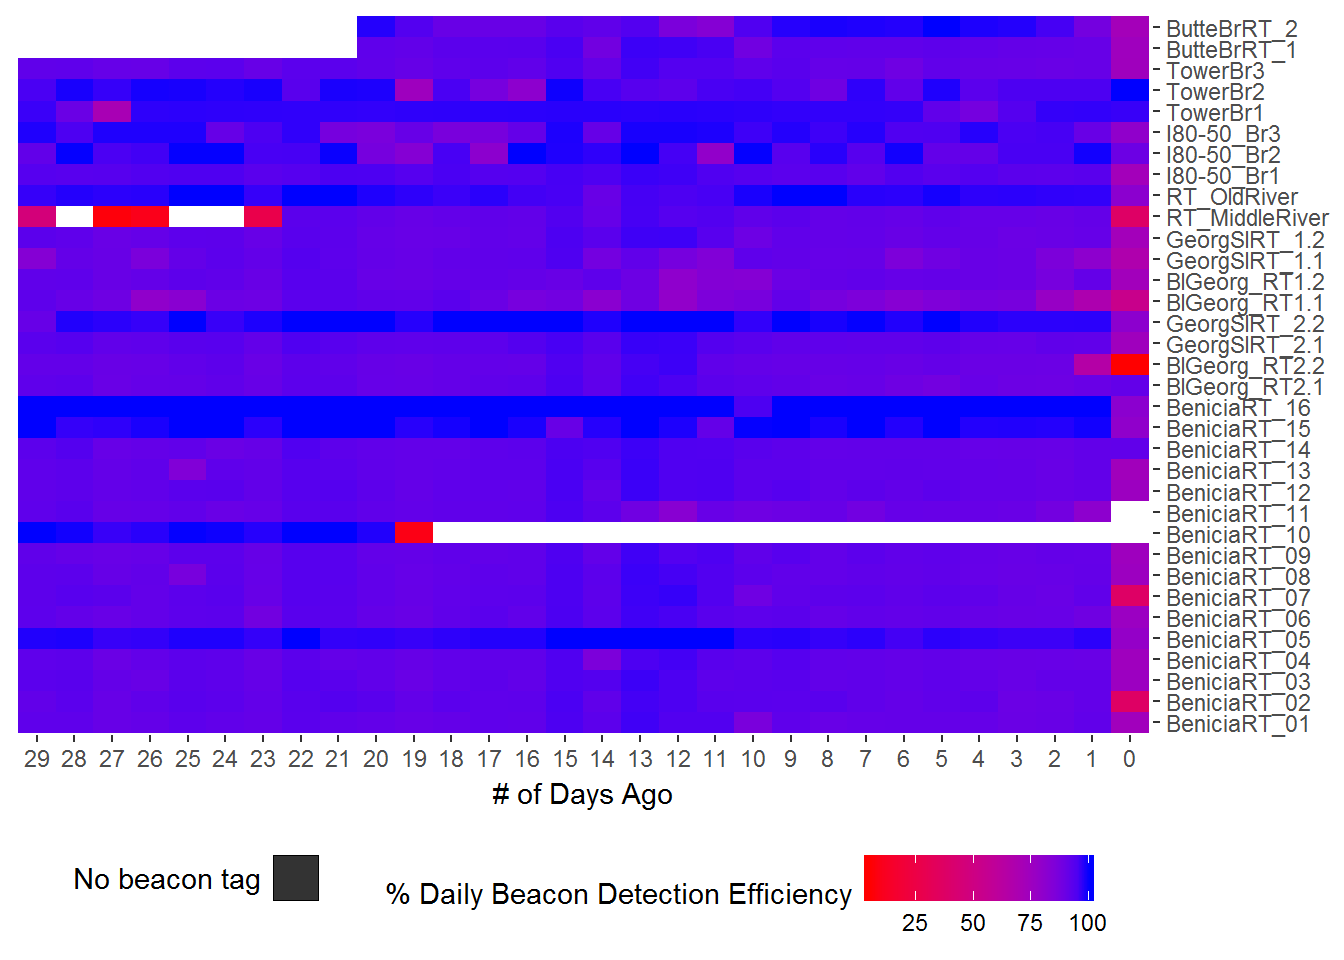 ButteBrRT_2
ButteBrRT_1
TowerBr3
TowerBr2
TowerBr1
I80-50_Br3
I80-50_Br2
I80-50_Br1
RT_OldRiver
RT_MiddleRiver
GeorgSlRT_1.2
GeorgSlRT_1.1
BlGeorg_RT1.2
BlGeorg_RT1.1
GeorgSlRT_2.2
GeorgSlRT_2.1
BlGeorg_RT2.2
BlGeorg_RT2.1
BeniciaRT_16
BeniciaRT_15
BeniciaRT_14
BeniciaRT_13
BeniciaRT_12
BeniciaRT_11
BeniciaRT_10
BeniciaRT_09
BeniciaRT_08
BeniciaRT_07
BeniciaRT_06
BeniciaRT_05
BeniciaRT_04
BeniciaRT_03
BeniciaRT_02
BeniciaRT_01
29 28 27 26 25 24 23 22 21 20 19 18 17 16 15 14 13 12 11 10 9 8 7 6 5 4 3 2 1 0
# of Days Ago
No beacon tag
% Daily Beacon Detection Efficiency
25 50 75 100